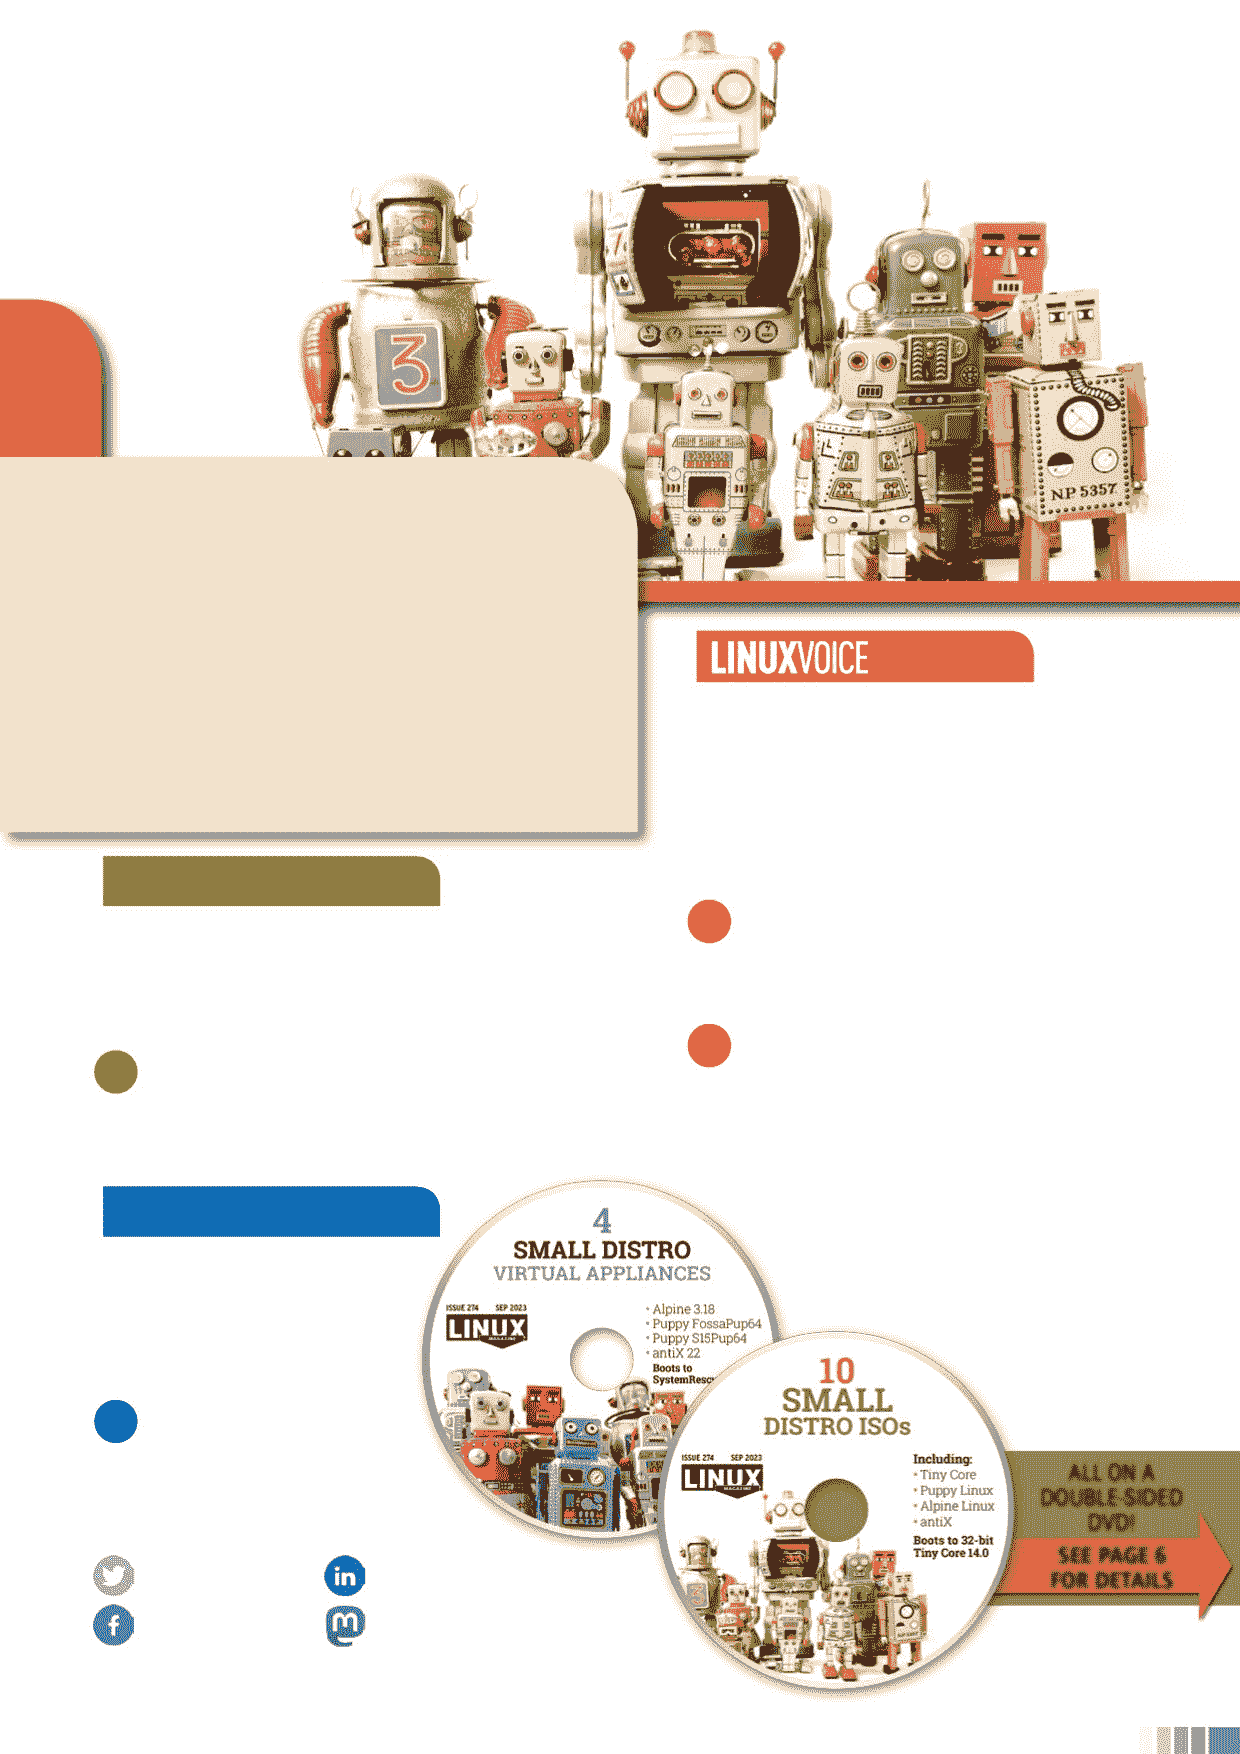 3
NP 5357
LINUXVOICE
4
SMALL DISTRO
VIRTUAL APPLIANCES
ISSUE 274 SEP 2023
LINUX
MAGAZINE
• Alpine 3.18
• Puppy FossaPup64
• Puppy S15Pup64
• antiX 22
Boots to
10
SMALL
DISTRO ISOs
ISSUE 274 SEP 2023
LINUX
MAGAZINE
Including:
• Tiny Core
• Puppy Linux
• Alpine Linux
• antiX
Boots to 32-bit
Tiny Core 14.0
ALL ON A
DOUBLE-SIDED
DVD!
SEE PAGE 6
FOR DETAILS